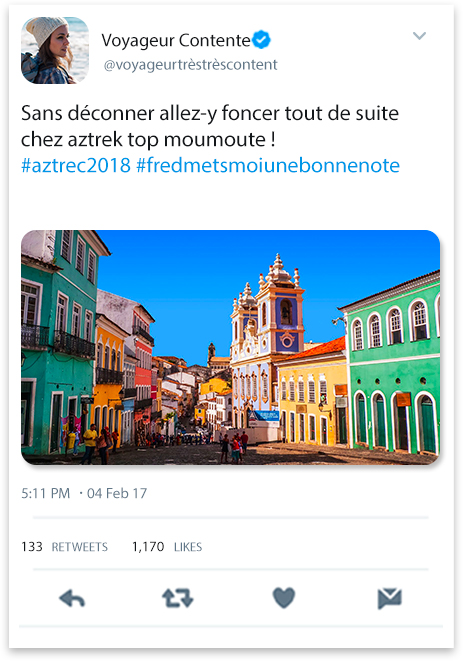 Voyageur Contente
@voyageurtrèstrèscontent
Sans déconner allez-y foncer tout de suite
chez aztrek top moumoute !
#aztrec2018 #fredmetsmoiunebonnenote
5:11 PM · 04 Feb 17
133 RETWEETS 1,170 LIKES